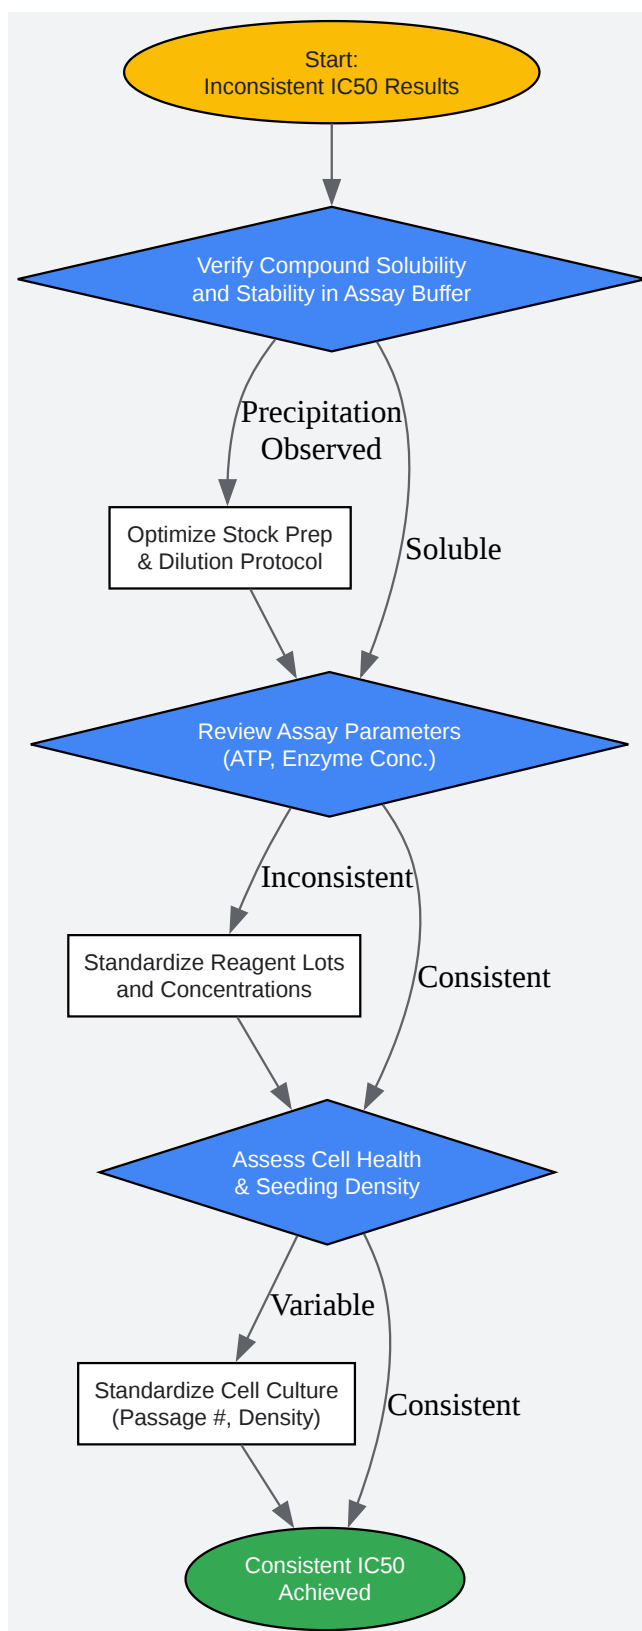 Start:
Inconsistent IC50 Results
Verify Compound Solubility
and Stability in Assay Buffer
Precipitation
Observed
Optimize Stock Prep
& Dilution Protocol
Soluble
Review Assay Parameters
(ATP, Enzyme Conc.)
Inconsistent
Standardize Reagent Lots
and Concentrations
Consistent
Assess Cell Health
& Seeding Density
Variable
Standardize Cell Culture
(Passage #, Density)
Consistent
Consistent IC50
Achieved